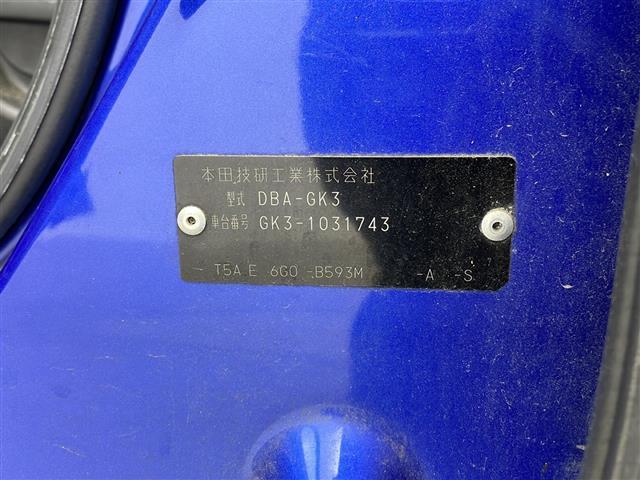 本田技研工業株式会社
型式 DBA-GK3
車台番号 GK3-1031743
T5A E 6G0 -B593M -A -S